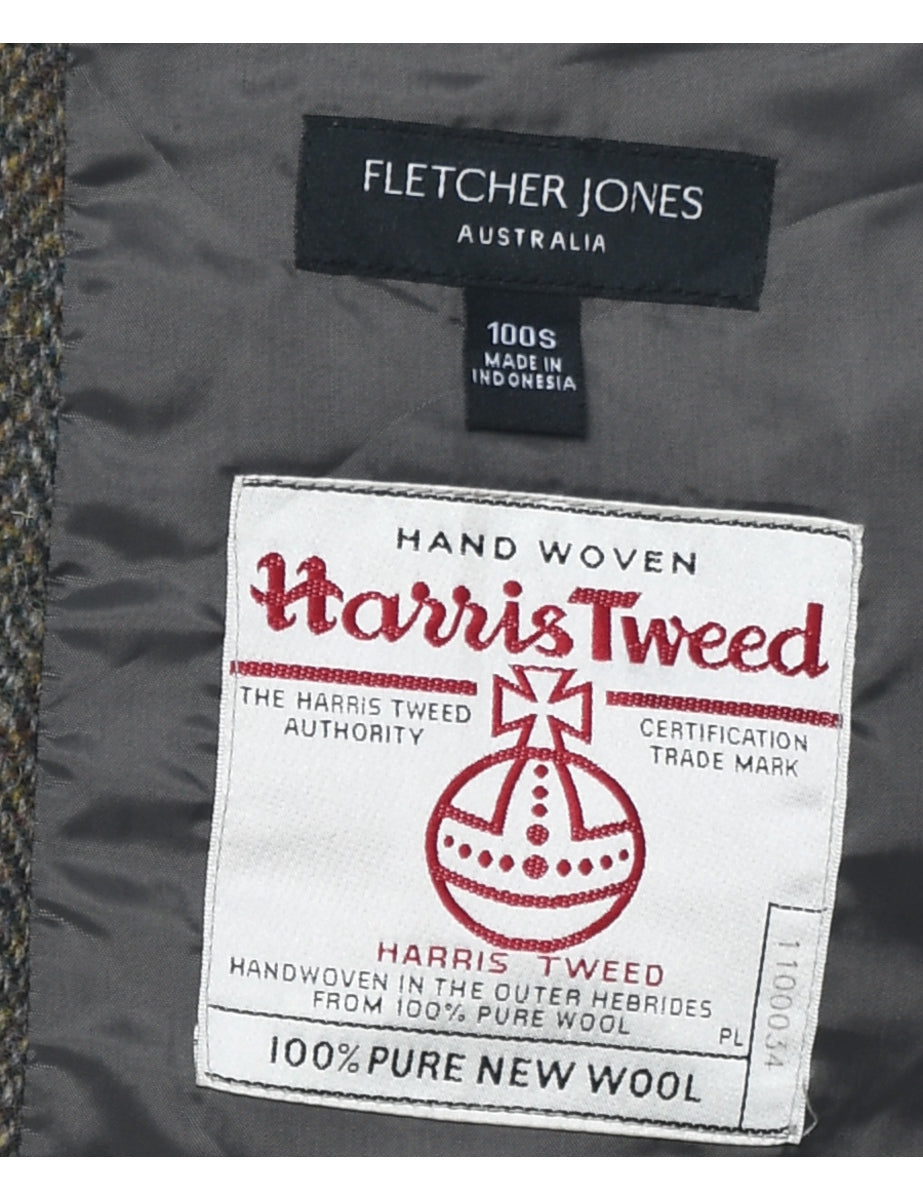 FLETCHER JONES
AUSTRALIA
100S
MADE IN
INDONESIA
HAND WOVEN
Harris Tweed
THE HARRIS TWEED
AUTHORITY
CERTIFICATION
TRADE MARK
HARRIS TWEED
HANDWOVEN IN THE OUTER HEBRIDES
FROM 100% PURE WOOL
PL
1100034
100% PURE NEW WOOL